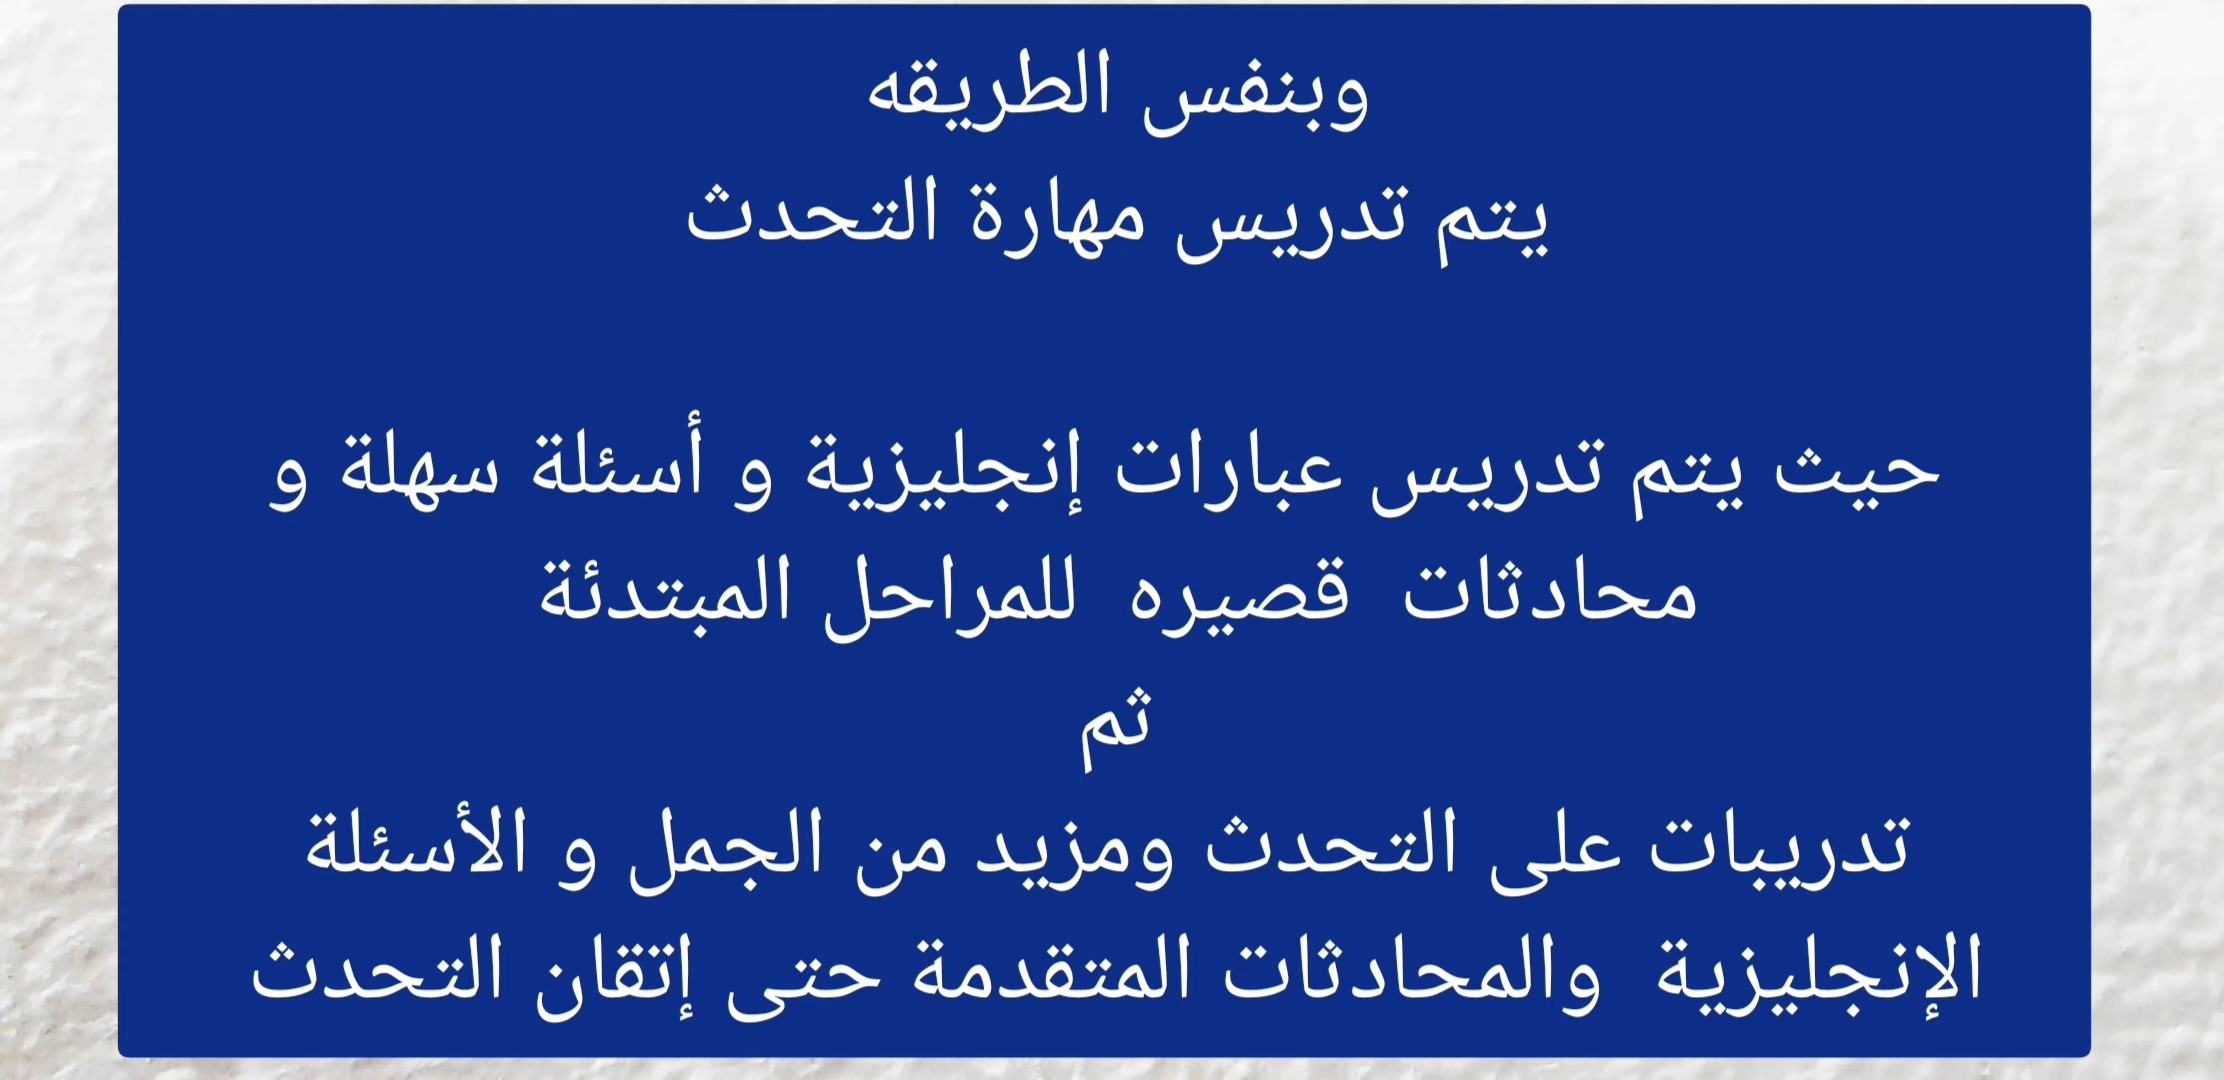 وبنفس الطريقه
يتم تدريس مهارة التحدث
حيث يتم تدريس عبارات إنجليزية و أسئلة سهلة و
محادثات قصيره للمراحل المبتدئة
ثم
تدريبات على التحدث ومزيد من الجمل و الأسئلة
الإنجليزية والمحادثات المتقدمة حتى إتقان التحدث